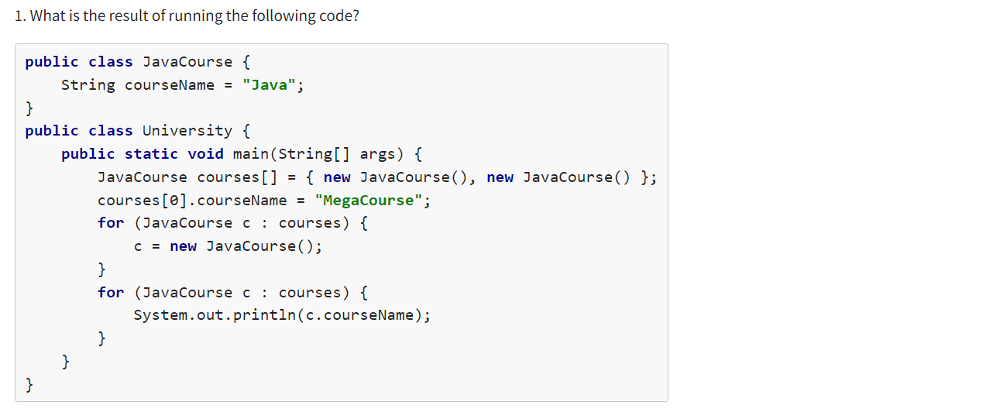 1. What is the result of running the following code?
public class JavaCourse {
    String courseName = "Java";
}
public class University {
    public static void main(String[] args) {
        JavaCourse courses[] = { new JavaCourse(), new JavaCourse() };
        courses[0].courseName = "MegaCourse";
        for (JavaCourse c : courses) {
            c = new JavaCourse();
        }
        for (JavaCourse c : courses) {
            System.out.println(c.courseName);
        }
    }
}